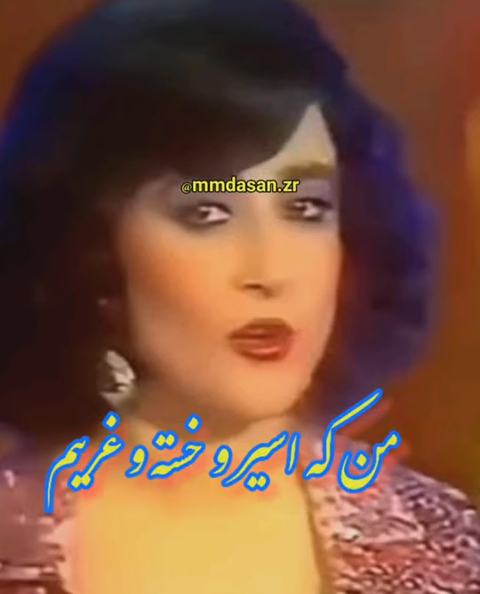 @mmdasan.zr
من که اسیر و خسته و غریبم